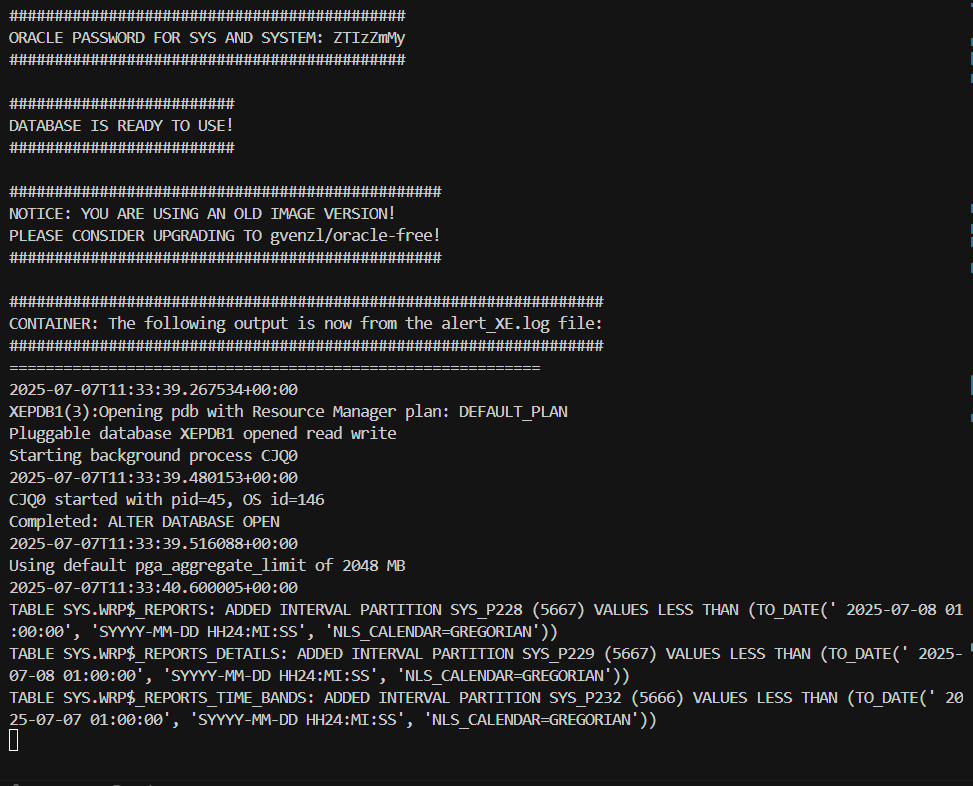 ############################################
ORACLE PASSWORD FOR SYS AND SYSTEM: ZTIzZmMy
############################################
#########################
DATABASE IS READY TO USE!
#########################
################################################
NOTICE: YOU ARE USING AN OLD IMAGE VERSION!
PLEASE CONSIDER UPGRADING TO gvenzl/oracle-free!
################################################
##################################################################
CONTAINER: The following output is now from the alert_XE.log file:
##################################################################
===========================================================
2025-07-07T11:33:39.267534+00:00
XEPDB1(3):Opening pdb with Resource Manager plan: DEFAULT_PLAN
Pluggable database XEPDB1 opened read write
Starting background process CJQ0
2025-07-07T11:33:39.480153+00:00
CJQ0 started with pid=45, OS id=146
Completed: ALTER DATABASE OPEN
2025-07-07T11:33:39.516088+00:00
Using default pga_aggregate_limit of 2048 MB
2025-07-07T11:33:40.600005+00:00
TABLE SYS.WRP$_REPORTS: ADDED INTERVAL PARTITION SYS_P228 (5667) VALUES LESS THAN (TO_DATE(' 2025-07-08 01
:00:00', 'SYYYY-MM-DD HH24:MI:SS', 'NLS_CALENDAR=GREGORIAN'))
TABLE SYS.WRP$_REPORTS_DETAILS: ADDED INTERVAL PARTITION SYS_P229 (5667) VALUES LESS THAN (TO_DATE(' 2025-
07-08 01:00:00', 'SYYYY-MM-DD HH24:MI:SS', 'NLS_CALENDAR=GREGORIAN'))
TABLE SYS.WRP$_REPORTS_TIME_BANDS: ADDED INTERVAL PARTITION SYS_P232 (5666) VALUES LESS THAN (TO_DATE(' 20
25-07-07 01:00:00', 'SYYYY-MM-DD HH24:MI:SS', 'NLS_CALENDAR=GREGORIAN'))